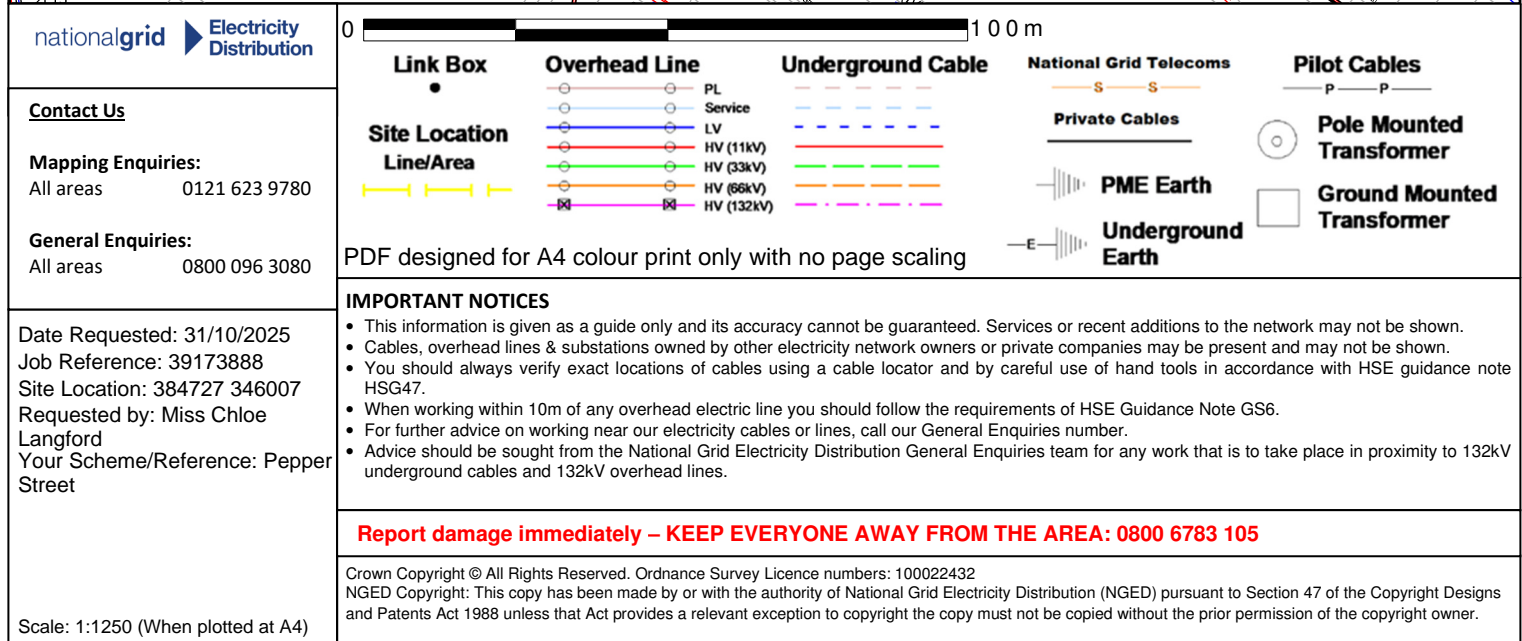 nationalgrid Electricity
Distribution
Contact Us
Mapping Enquiries:
All areas 0121 623 9780
General Enquiries:
All areas 0800 096 3080
Date Requested: 31/10/2025
Job Reference: 39173888
Site Location: 384727 346007
Requested by: Miss Chloe
Langford
Your Scheme/Reference: Pepper
Street
Scale: 1:1250 (When plotted at A4)
0 100m
Link Box
Site Location
Line/Area
Overhead Line
PL
Service
LV
HV (11kV)
HV (33kV)
HV (66kV)
HV (132kV)
Underground Cable
National Grid Telecoms
S S
Private Cables
PME Earth
E Underground
Earth
Pilot Cables
P P
Pole Mounted
Transformer
Ground Mounted
Transformer
PDF designed for A4 colour print only with no page scaling
IMPORTANT NOTICES
• This information is given as a guide only and its accuracy cannot be guaranteed. Services or recent additions to the network may not be shown.
• Cables, overhead lines & substations owned by other electricity network owners or private companies may be present and may not be shown.
• You should always verify exact locations of cables using a cable locator and by careful use of hand tools in accordance with HSE guidance note
HSG47.
• When working within 10m of any overhead electric line you should follow the requirements of HSE Guidance Note GS6.
• For further advice on working near our electricity cables or lines, call our General Enquiries number.
• Advice should be sought from the National Grid Electricity Distribution General Enquiries team for any work that is to take place in proximity to 132kV
underground cables and 132kV overhead lines.
Report damage immediately – KEEP EVERYONE AWAY FROM THE AREA: 0800 6783 105
Crown Copyright © All Rights Reserved. Ordnance Survey Licence numbers: 100022432
NGED Copyright: This copy has been made by or with the authority of National Grid Electricity Distribution (NGED) pursuant to Section 47 of the Copyright Designs
and Patents Act 1988 unless that Act provides a relevant exception to copyright the copy must not be copied without the prior permission of the copyright owner.